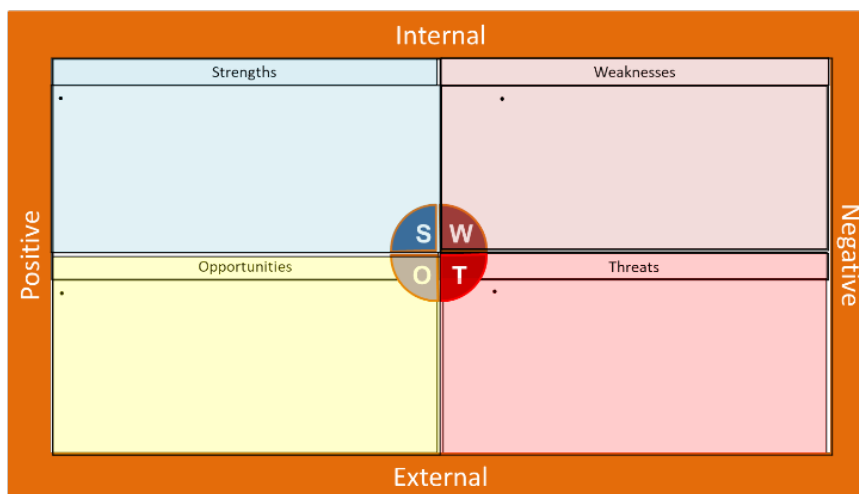 Internal
Strengths
Weaknesses
•
•
Positive
Negative
S
W
O
T
Opportunities
Threats
•
•
External